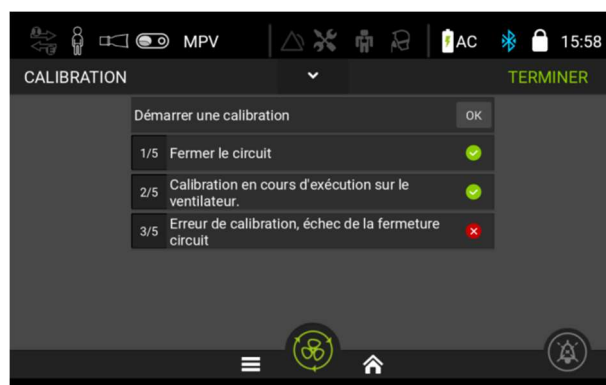 MPV AC 15:58
CALIBRATION TERMINER
Démarrer une calibration OK
1/5 Fermer le circuit
2/5 Calibration en cours d'exécution sur le
ventilateur.
3/5 Erreur de calibration, échec de la fermeture
circuit